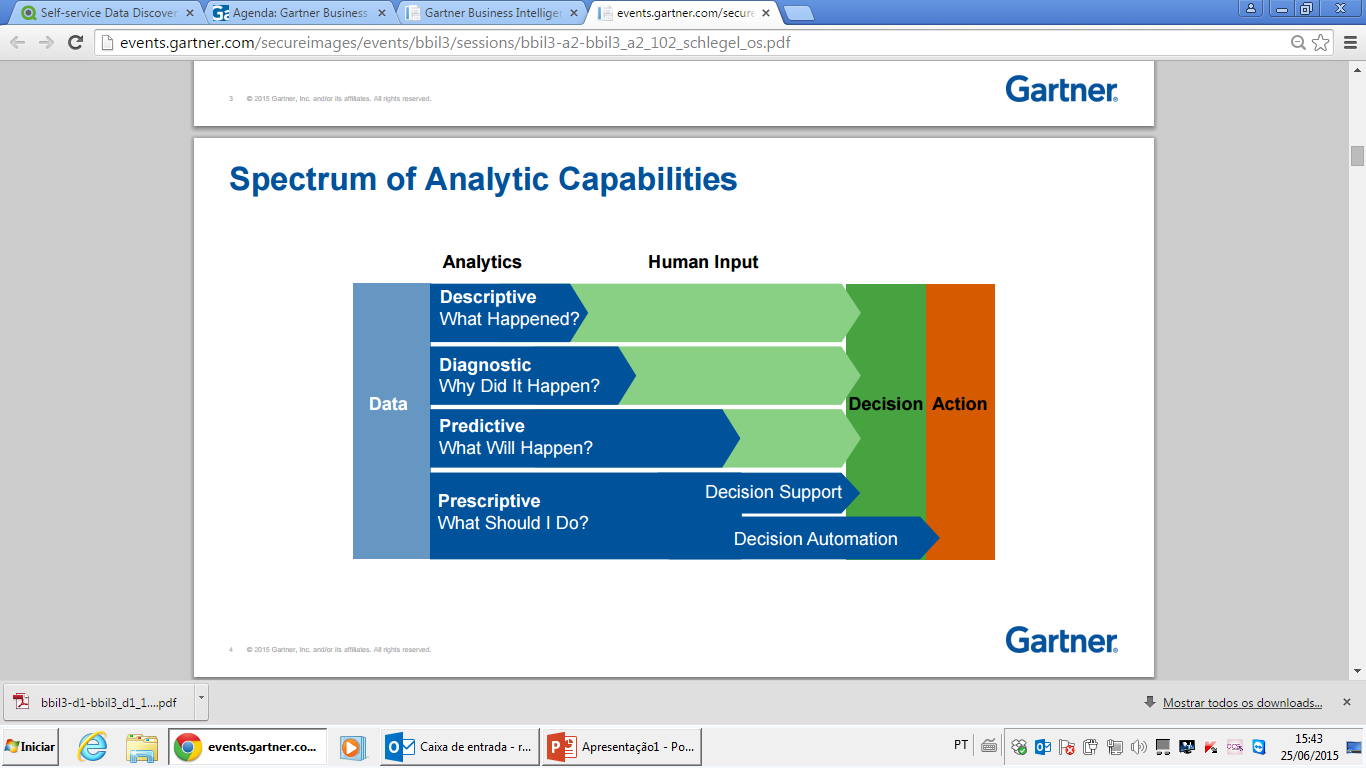 Self-service Data Discover
Agenda: Gartner Business
Gartner Business Intelligen
events.gartner.com/secure
events.gartner.com/secureimages/events/bbil3/sessions/bbil3-a2-bbil3_a2_102_schlegel_os.pdf
3 © 2015 Gartner, Inc. and/or its affiliates. All rights reserved.
Gartner
Spectrum of Analytic Capabilities
Analytics
Human Input
Data
Descriptive
What Happened?
Diagnostic
Why Did It Happen?
Predictive
What Will Happen?
Prescriptive
What Should I Do?
Decision Support
Decision Automation
Decision
Action
4 © 2015 Gartner, Inc. and/or its affiliates. All rights reserved.
Gartner
bbil3-d1-bbil3_d1_1....pdf
Mostrar todos os downloads...
Iniciar
events.gartner.co...
Caixa de entrada - r...
Apresentação1 - Po...
PT
15:43
25/06/2015